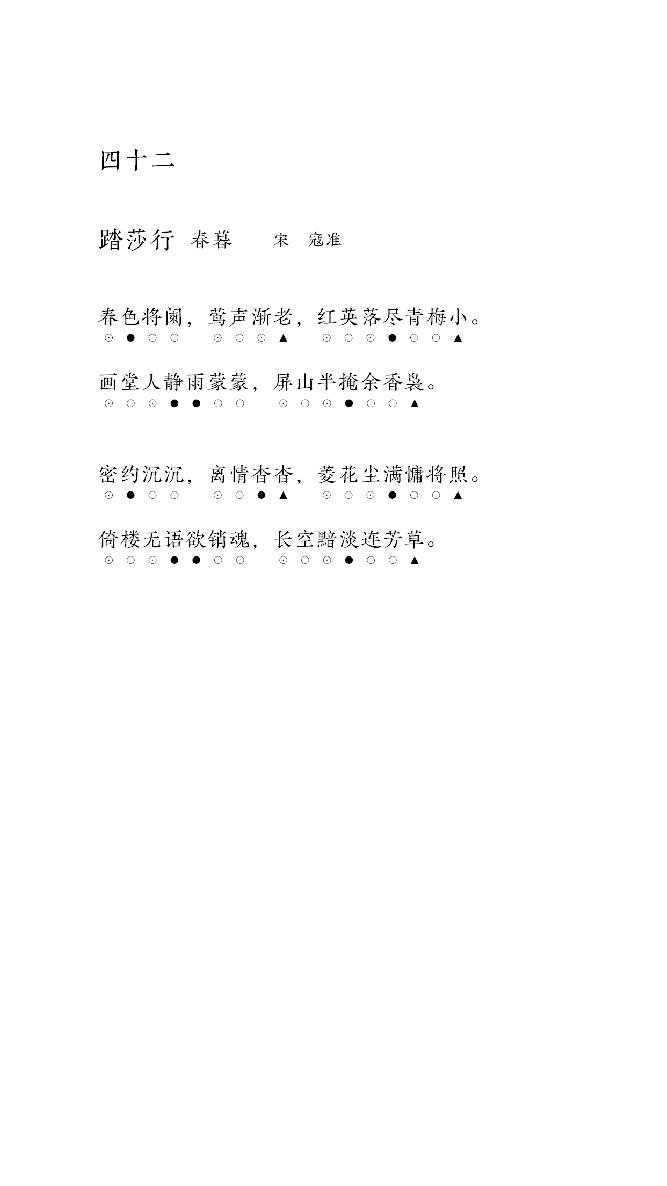 四十二
踏莎行 春暮 宋 寇准
春色将阑，莺声渐老，红英落尽青梅小。
⊙●○○ ⊙○⊙▲ ⊙○⊙●○○▲
画堂人静雨蒙蒙，屏山半掩余香袅。
⊙○⊙●●○○ ⊙○⊙●○○▲
密约沉沉，离情杳杳，菱花尘满慵将照。
⊙●○○ ⊙○●▲ ⊙○⊙●○○▲
倚楼无语欲销魂，长空黯淡连芳草。
⊙○⊙●●○○ ⊙○⊙●○○▲